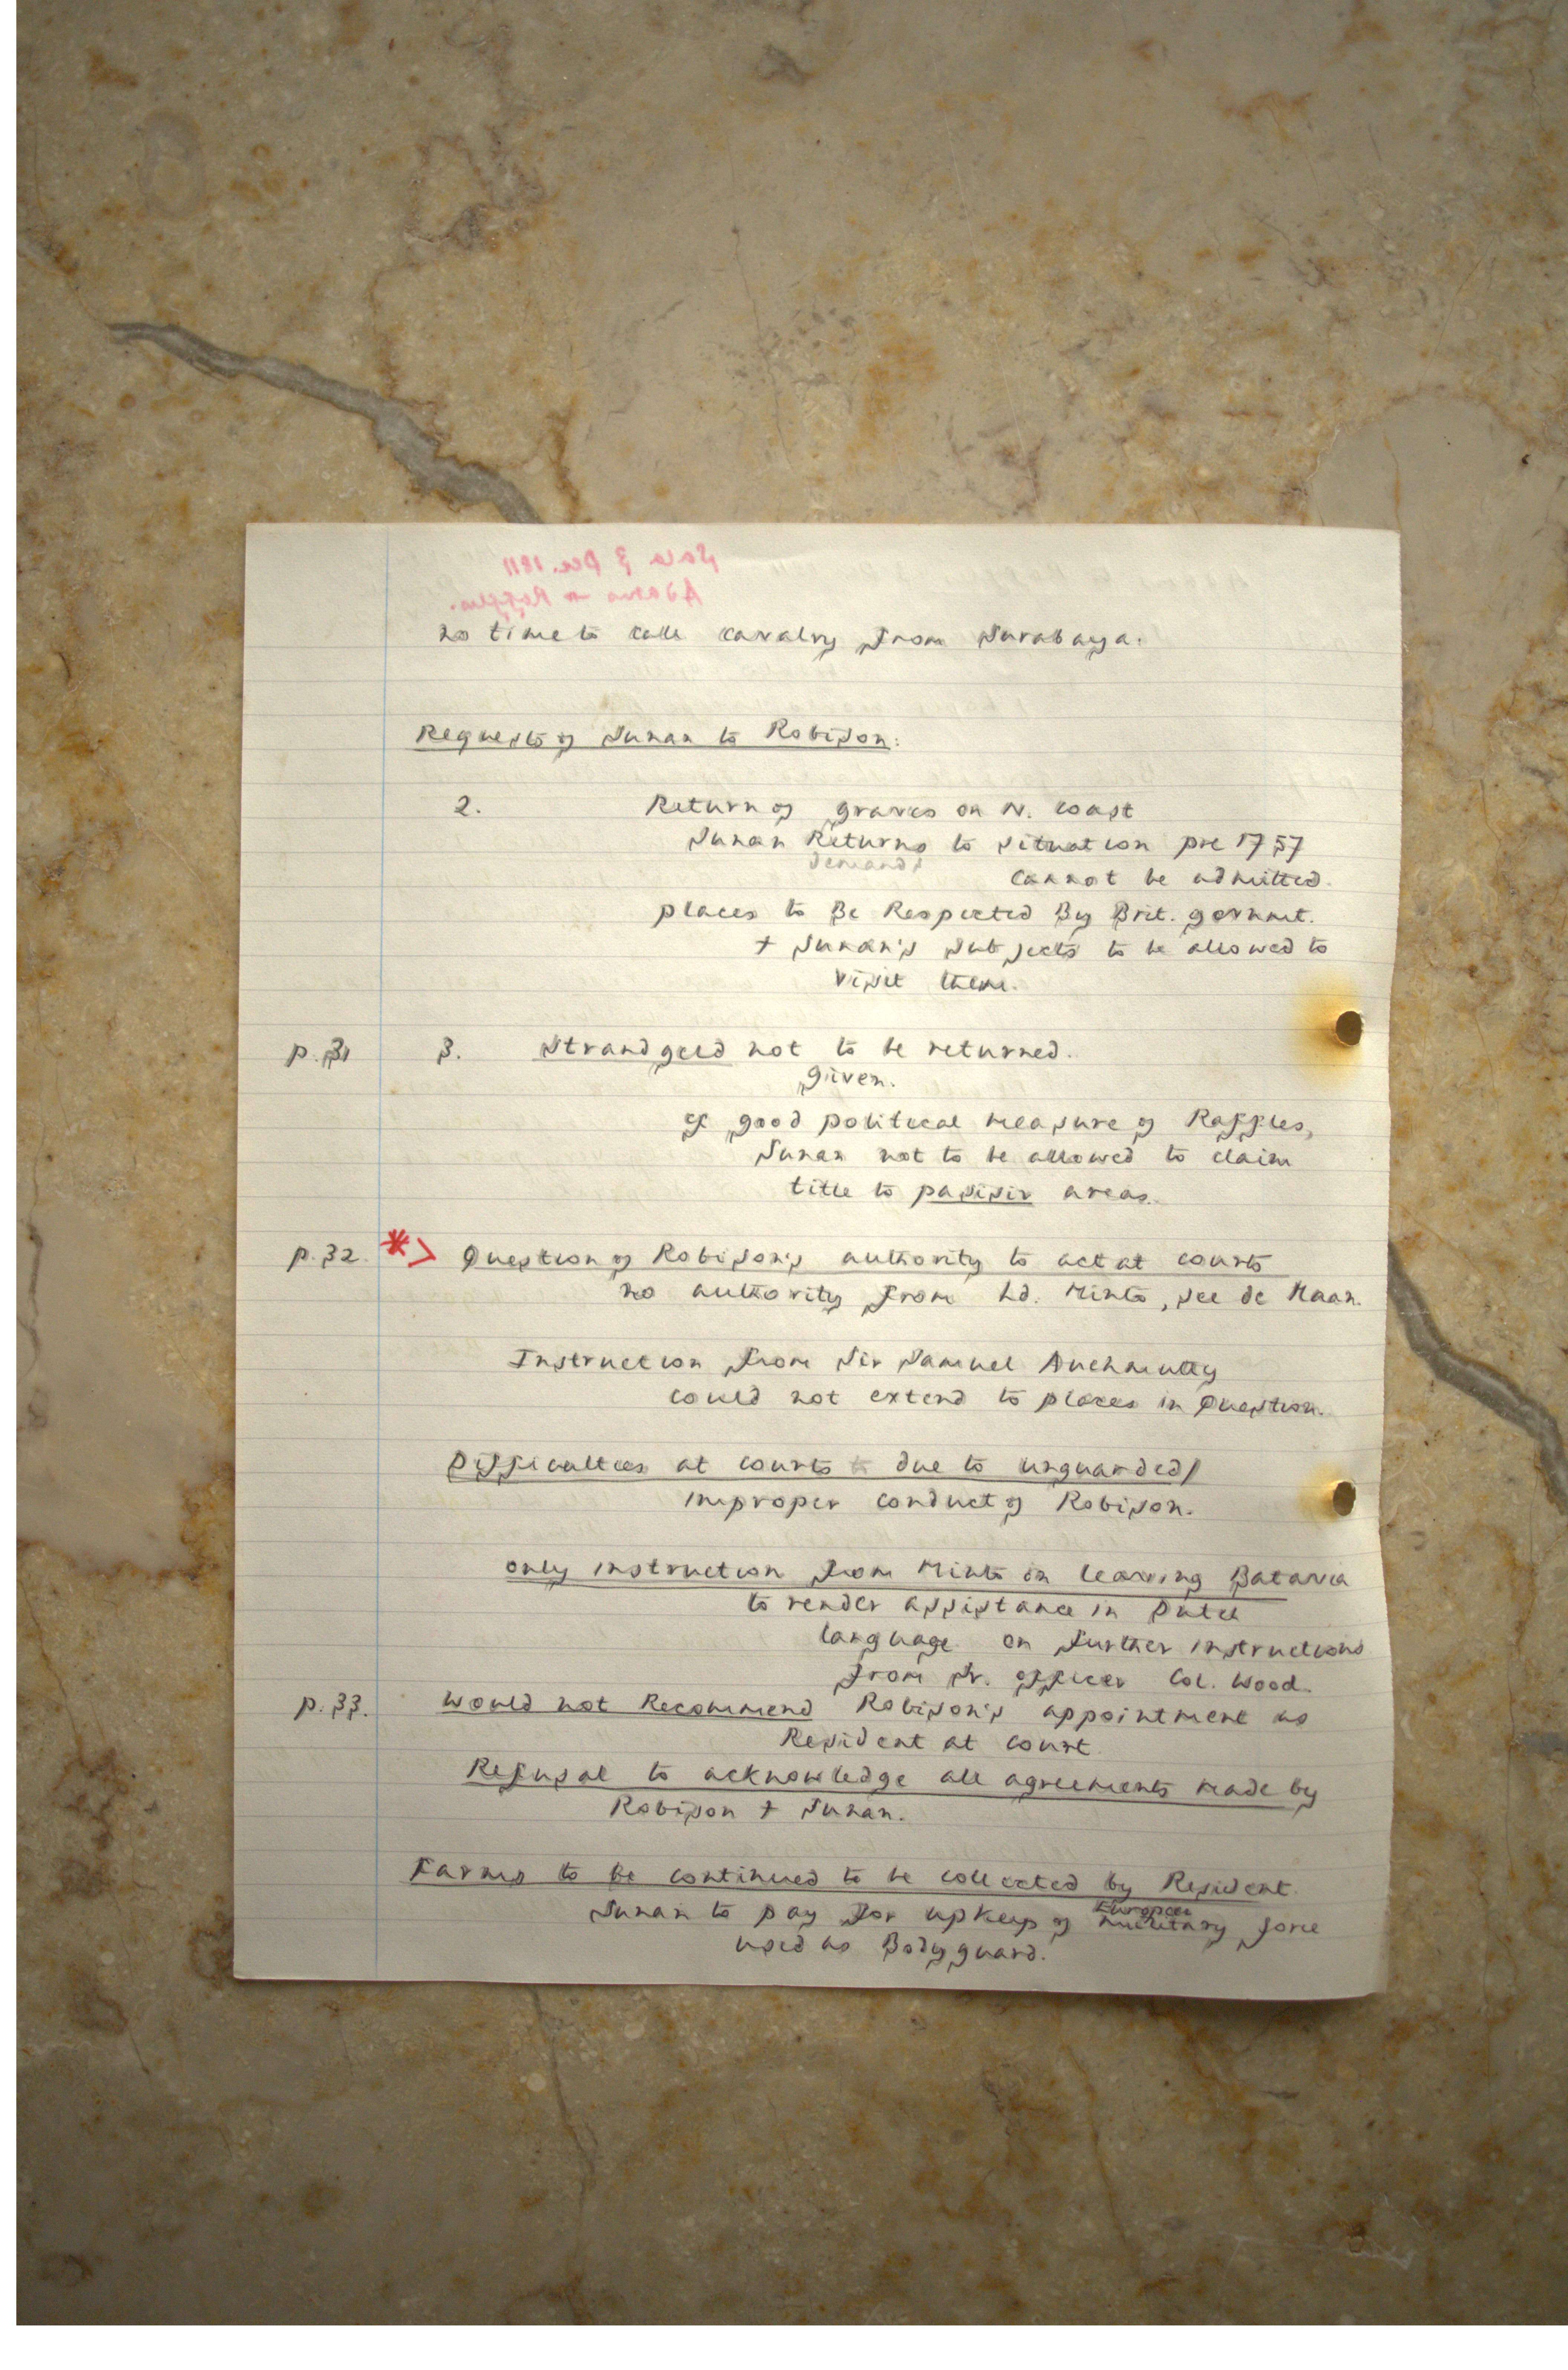 Solo 3 Dec. 1811
Adams → Raffles.
no time to call cavalry from Surabaya.
Requests of Sunan to Robison:
2. Return of graves on N. coast
Sunan Returns to situation pre 1757
demands
cannot be admitted.
places to Be Respected By Brit. govnmt.
+ Sunan's subjects to be allowed to
visit them.
p. 31 3. Strandgeld not to be returned.
given.
of good political measure of Raffles,
Sunan not to be allowed to claim
title to pasisir areas.
p. 32. *> Question of Robison's authority to act at courts
no authority from Ld. Minto, see de Haan.
Instruction from Sir Samuel Auchmutty
could not extend to places in Question.
Difficulties at courts due to unguarded/
improper conduct of Robison.
only instruction from Minto on leaving Batavia
to render assistance in Dutch
language on further instructions
from Sr. officer Col. Wood.
p. 33. Would not Recommend Robison's appointment as
Resident at court
Refusal to acknowledge all agreements made by
Robison + Sunan.
Farms to be continued to be collected by Resident.
European
Sunan to pay for upkeep of military force
used as Bodyguard.